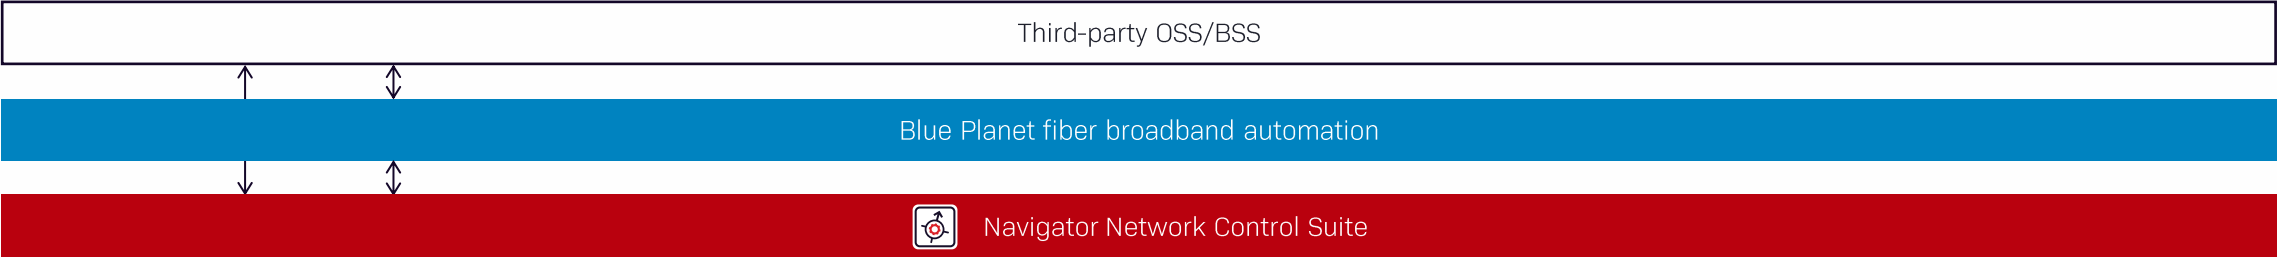 Third-party OSS/BSS
Blue Planet fiber broadband automation
Navigator Network Control Suite